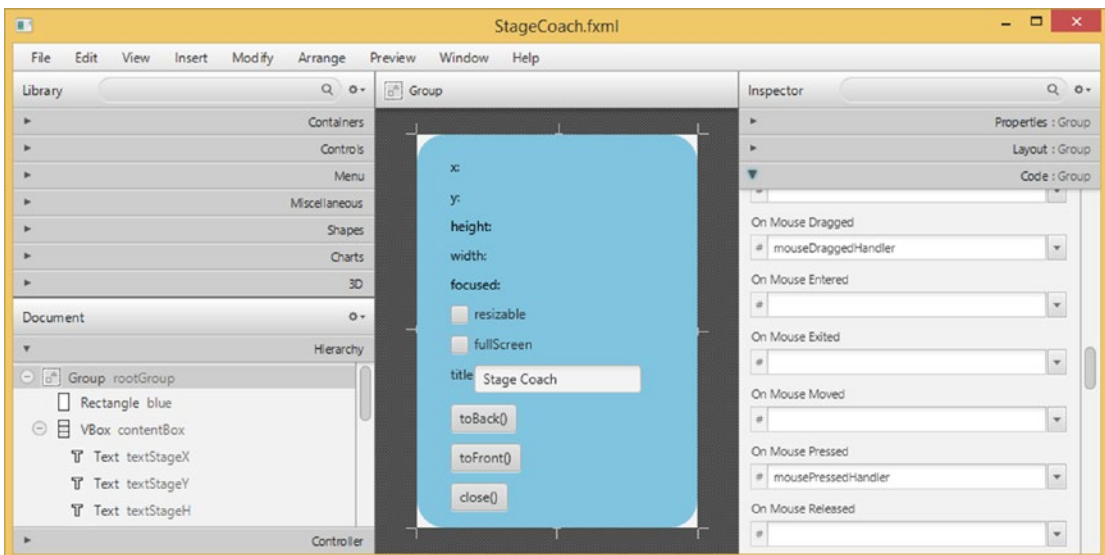 StageCoach.fxml
File Edit View Insert Modify Arrange Preview Window Help
Library
Containers
Controls
Menu
Miscellaneous
Shapes
Charts
3D
Document
Hierarchy
Group rootGroup
Rectangle blue
VBox contentBox
Text textStageX
Text textStageY
Text textStageH
Controller
Group
x:
y:
height:
width:
focused:
resizable
fullScreen
title Stage Coach
toBack()
toFront()
close()
Inspector
Properties : Group
Layout : Group
Code : Group
#
On Mouse Dragged
# mouseDraggedHandler
On Mouse Entered
#
On Mouse Exited
#
On Mouse Moved
#
On Mouse Pressed
# mousePressedHandler
On Mouse Released
#